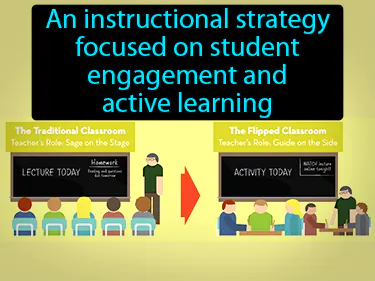 An instructional strategy
focused on student
engagement and
active learning
The Traditional Classroom
Teacher's Role: Sage on the Stage
LECTURE TODAY
Homework
Reading and questions
due tomorrow
The Flipped Classroom
Teacher's Role: Guide on the Side
ACTIVITY TODAY
WATCH lecture
online tonight!